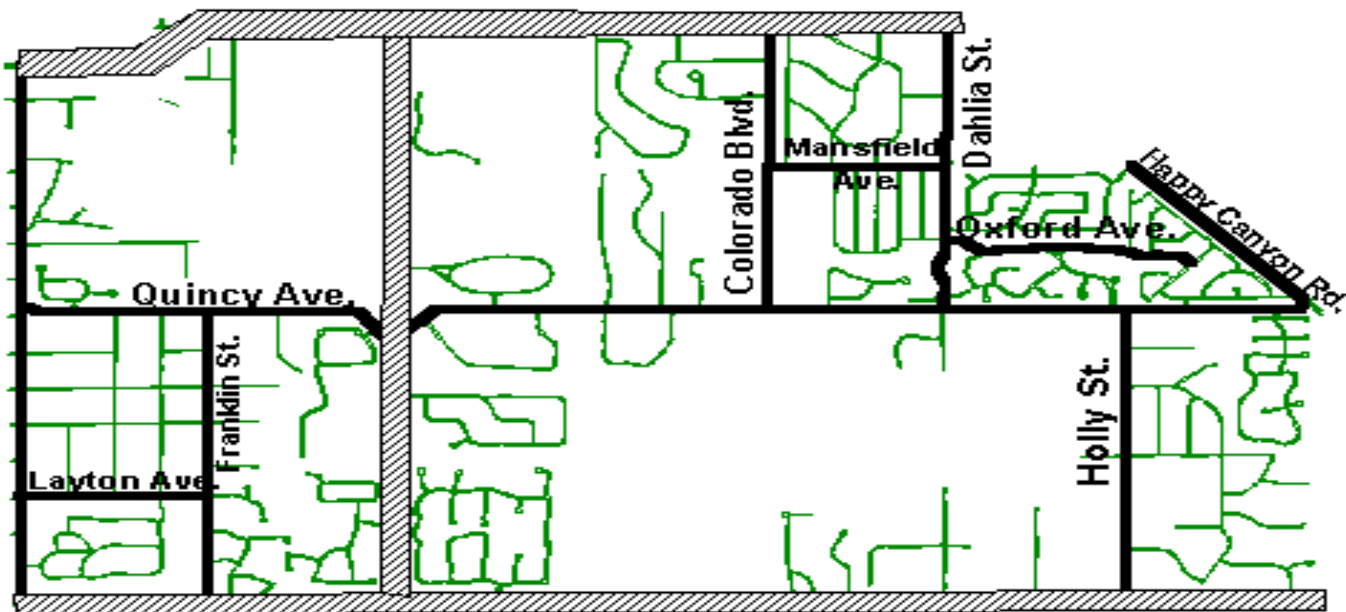 Dahlia St.
Colorado Blvd.
Mansfield
Ave.
Happy Canyon Rd.
Oxford Ave.
Quincy Ave.
Franklin St.
Holly St.
Layton Ave.